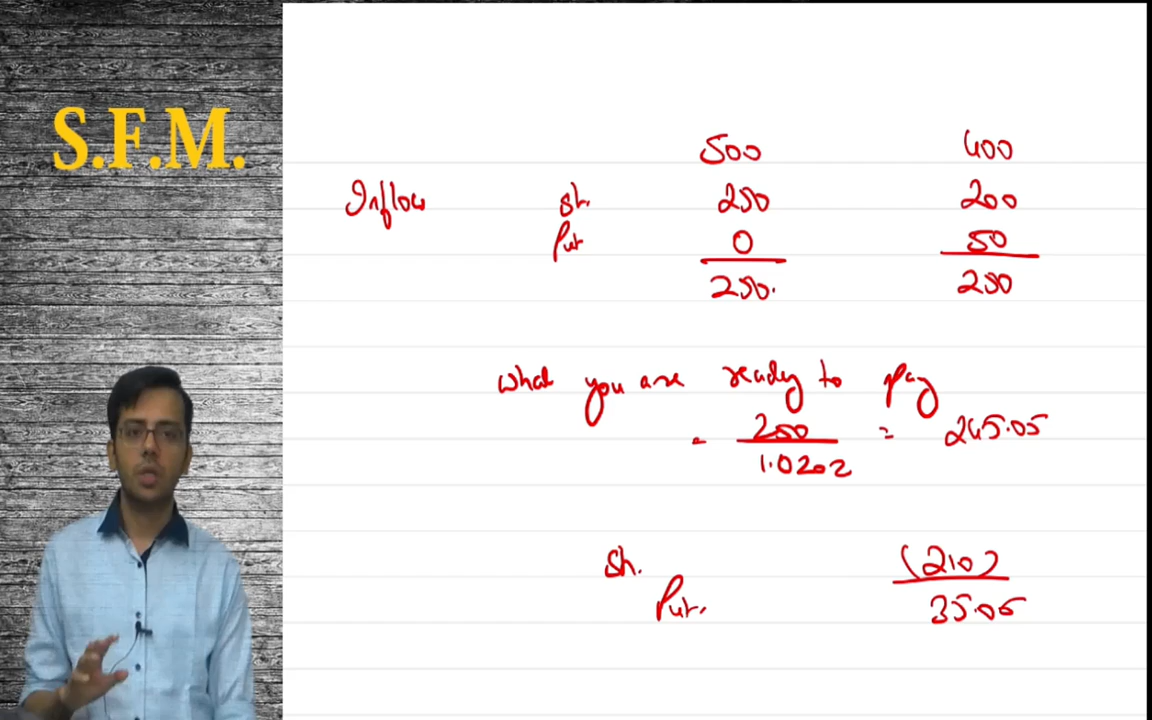 S.F.M.
500 400
Inflow sh. 250 200
Put 0 50
250. 250
What you are ready to pay
= 250 = 245.05
1.0202
Sh. (210)
Put. 35.05